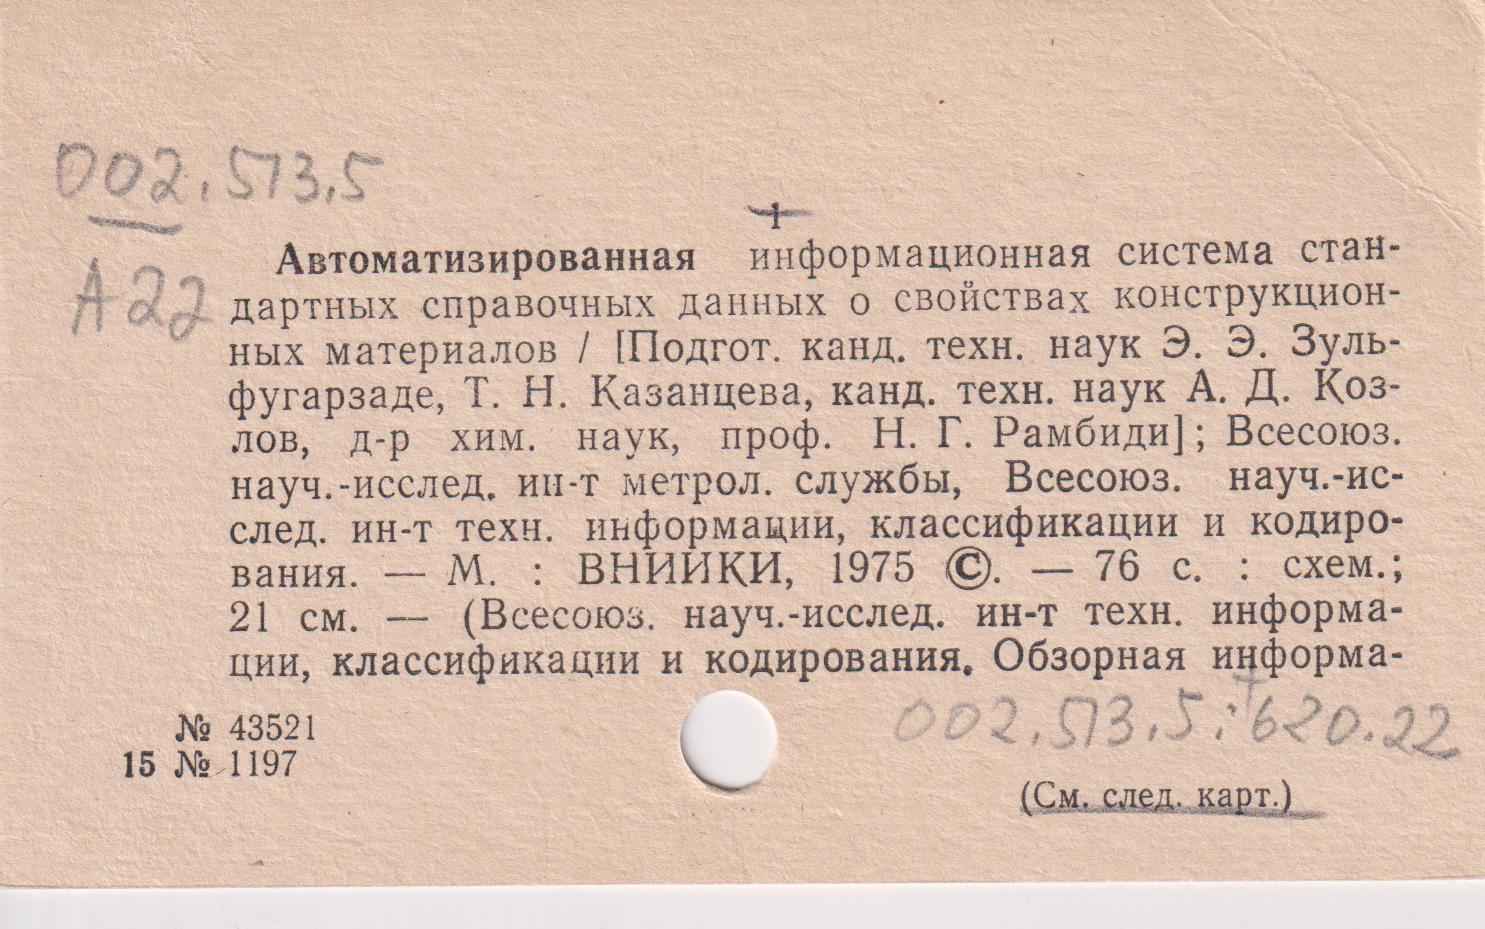 002.513.5
1
Автоматизированная информационная система стан-
А22
дартных справочных данных о свойствах конструкцион-
ных материалов / [Подгот. канд. техн. наук Э. Э. Зуль-
фугарзаде, Т. Н. Казанцева, канд. техн. наук А. Д. Коз-
лов, д-р хим. наук, проф. Н. Г. Рамбиди] ; Всесоюз.
науч.-исслед. ин-т метрол. службы, Всесоюз. науч.-ис-
след. ин-т техн. информации, классификации и кодиро-
вания. — М. : ВНИИКИ, 1975 ©. — 76 с. : схем.;
21 см. — (Всесоюз. науч.-исслед. ин-т техн. информа-
ции, классификации и кодирования. Обзорная информа-
002.513.5:620.22
№ 43521
15 № 1197
(См. след. карт.)